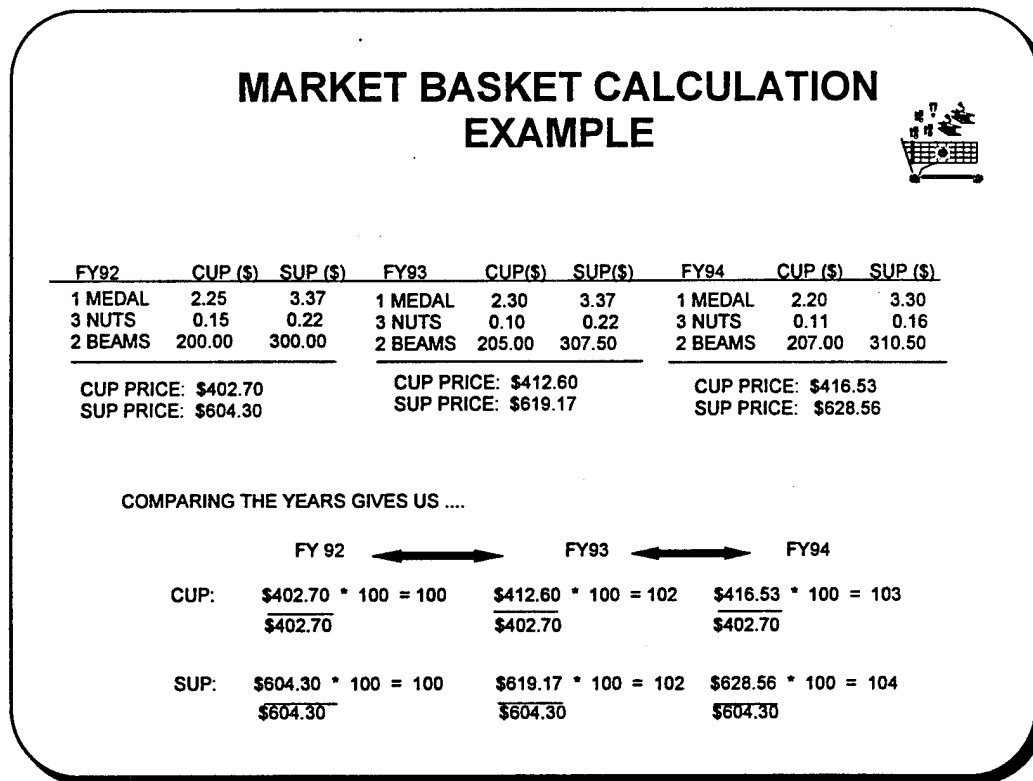 MARKET BASKET CALCULATION
EXAMPLE
FY92 CUP ($) SUP ($) FY93 CUP($) SUP($) FY94 CUP ($) SUP ($)
1 MEDAL 2.25 3.37 1 MEDAL 2.30 3.37 1 MEDAL 2.20 3.30
3 NUTS 0.15 0.22 3 NUTS 0.10 0.22 3 NUTS 0.11 0.16
2 BEAMS 200.00 300.00 2 BEAMS 205.00 307.50 2 BEAMS 207.00 310.50
CUP PRICE: $402.70 CUP PRICE: $412.60 CUP PRICE: $416.53
SUP PRICE: $604.30 SUP PRICE: $619.17 SUP PRICE: $628.56
COMPARING THE YEARS GIVES US ....
FY 92 FY93 FY94
CUP: $402.70 * 100 = 100 $412.60 * 100 = 102 $416.53 * 100 = 103
$402.70 $402.70 $402.70
SUP: $604.30 * 100 = 100 $619.17 * 100 = 102 $628.56 * 100 = 104
$604.30 $604.30 $604.30